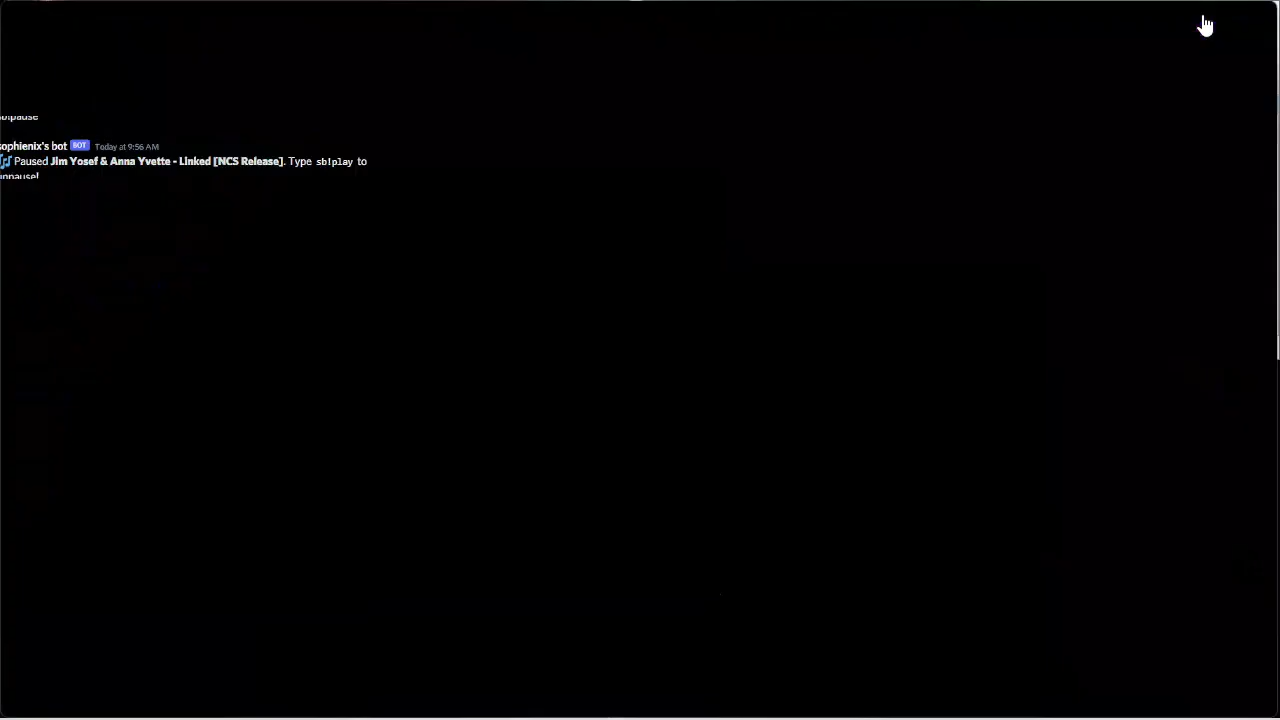 sb!pause
sophienix's bot BOT Today at 9:56 AM
Paused Jim Yosef & Anna Yvette - Linked [NCS Release]. Type sb!play to
unpause!